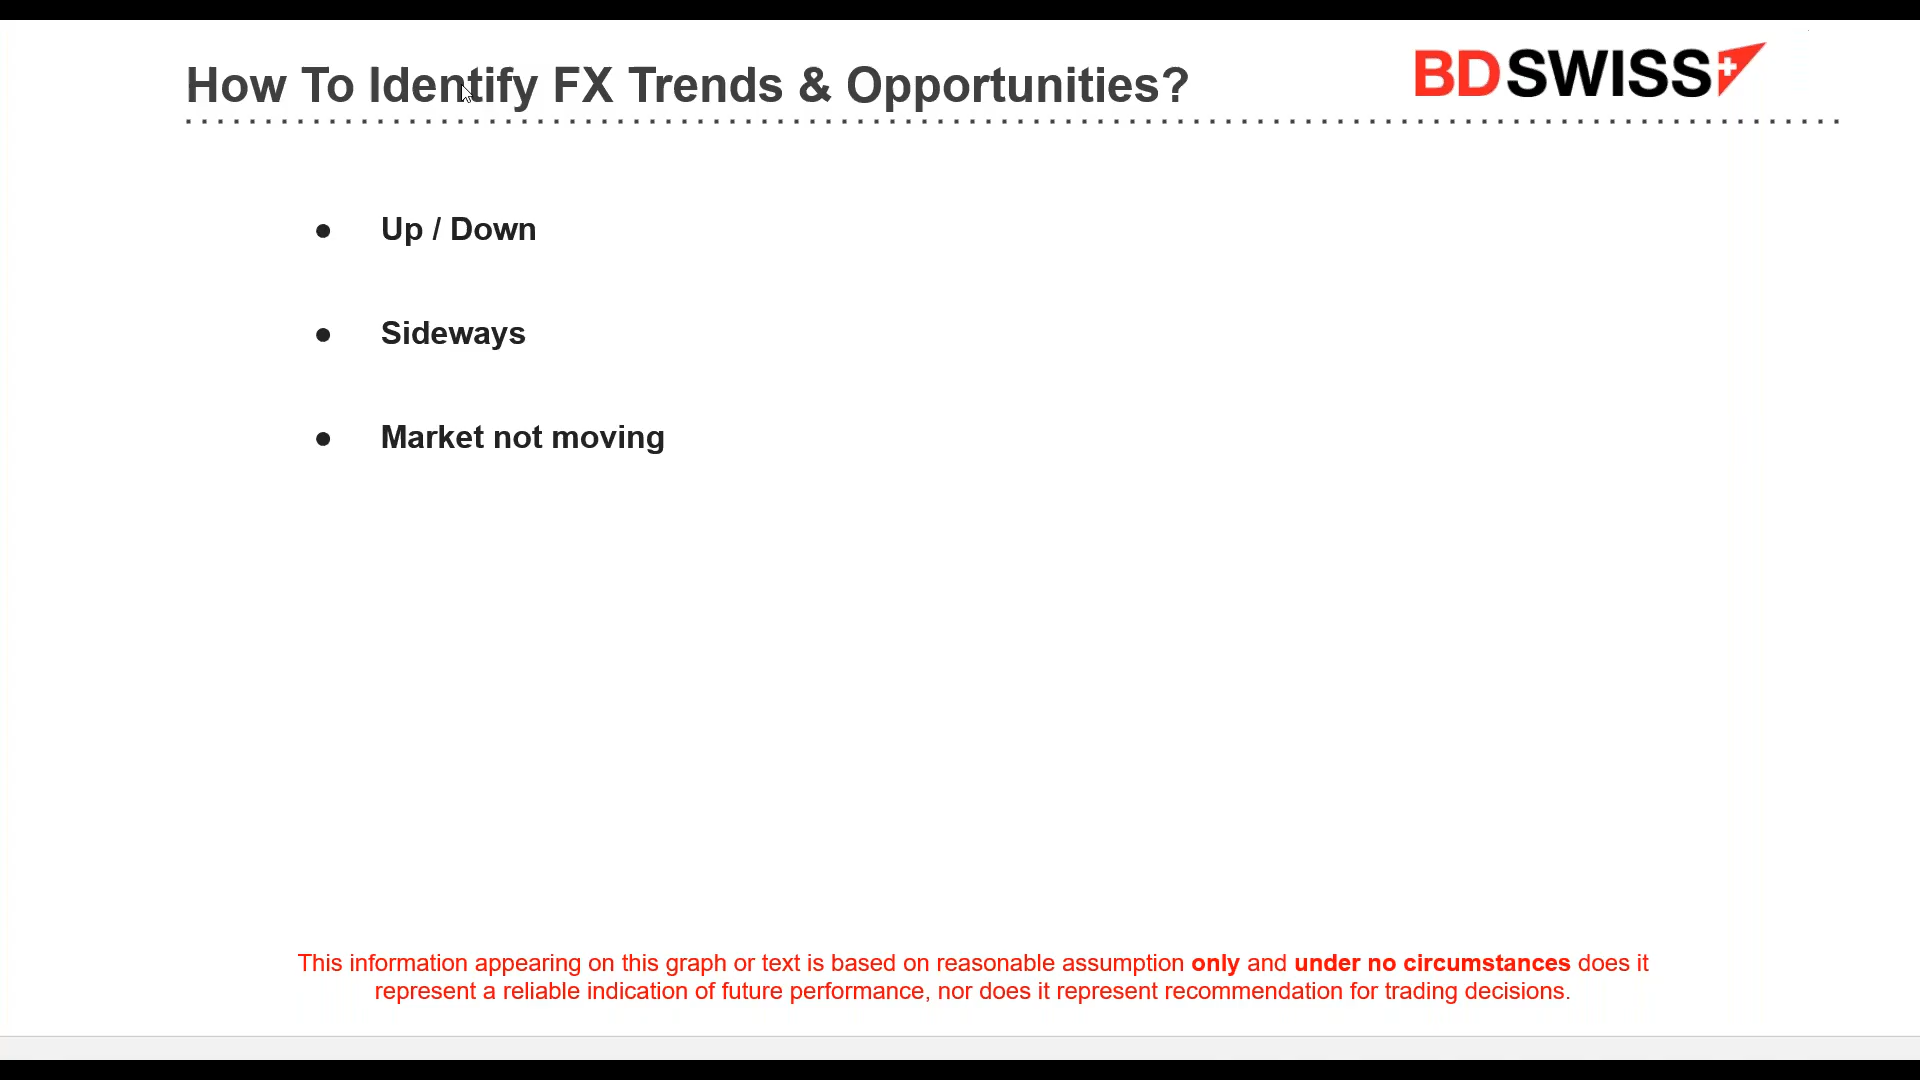 How To Identify FX Trends & Opportunities?
BDSWISS
● Up / Down
● Sideways
● Market not moving
This information appearing on this graph or text is based on reasonable assumption only and under no circumstances does it
represent a reliable indication of future performance, nor does it represent recommendation for trading decisions.